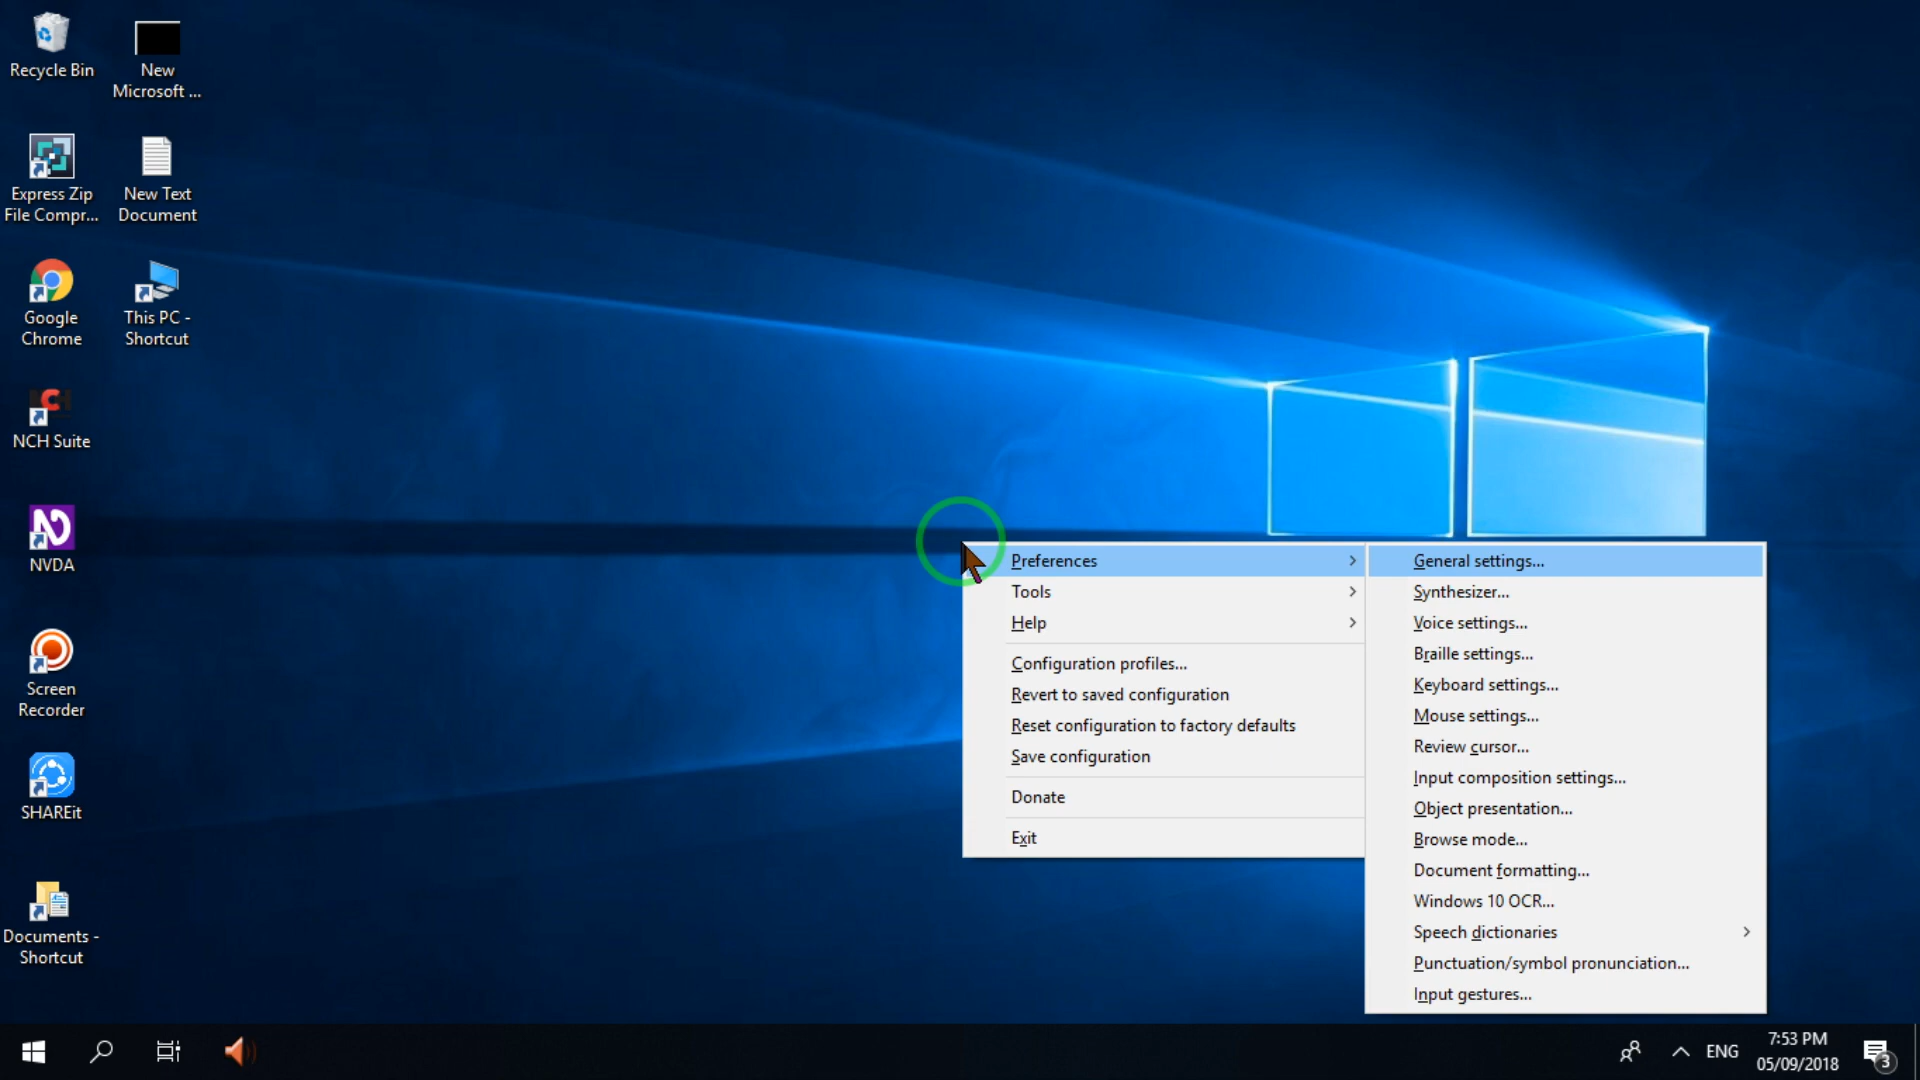 Recycle Bin
New
Microsoft ...
Express Zip
File Compr...
New Text
Document
Google
Chrome
This PC -
Shortcut
NCH Suite
NVDA
Screen
Recorder
SHAREit
Documents -
Shortcut
Preferences
Tools
Help
Configuration profiles...
Revert to saved configuration
Reset configuration to factory defaults
Save configuration
Donate
Exit
General settings...
Synthesizer...
Voice settings...
Braille settings...
Keyboard settings...
Mouse settings...
Review cursor...
Input composition settings...
Object presentation...
Browse mode...
Document formatting...
Windows 10 OCR...
Speech dictionaries
Punctuation/symbol pronunciation...
Input gestures...
ENG
7:53 PM
05/09/2018
3